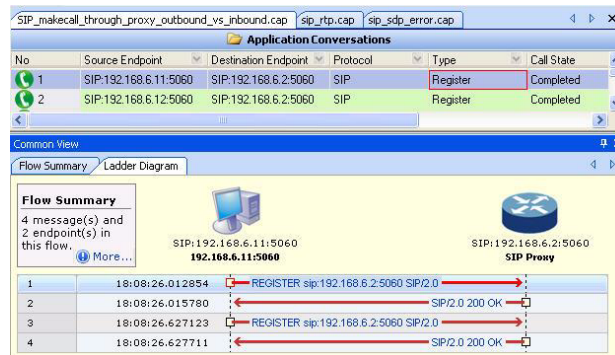 SIP_makecall_through_proxy_outbound_vs_inbound.cap sip_rtp.cap sip_sdp_error.cap
Application Conversations
No Source Endpoint Destination Endpoint Protocol Type Call State
1 SIP:192.168.6.11:5060 SIP:192.168.6.2:5060 SIP Register Completed
2 SIP:192.168.6.12:5060 SIP:192.168.6.2:5060 SIP Register Completed
Common View
Flow Summary Ladder Diagram
Flow Summary
4 message(s) and
2 endpoint(s) in
this flow.
More...
SIP:192.168.6.11:5060 SIP:192.168.6.2:5060
192.168.6.11:5060 SIP Proxy
1 18:08:26.012854 REGISTER sip:192.168.6.2:5060 SIP/2.0
2 18:08:26.015780 SIP/2.0 200 OK
3 18:08:26.627123 REGISTER sip:192.168.6.2:5060 SIP/2.0
4 18:08:26.627711 SIP/2.0 200 OK